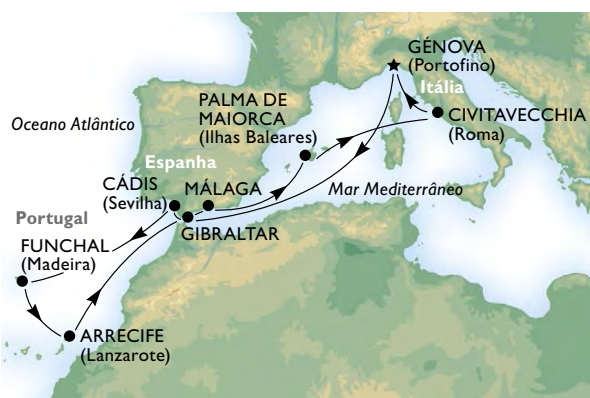 GÉNOVA
(Portofino)
Itália
PALMA DE
MAIORCA
(Ilhas Baleares)
CIVITAVECCHIA
(Roma)
Oceano Atlântico
Espanha
CÁDIS
(Sevilha)
MÁLAGA
Mar Mediterrâneo
GIBRALTAR
Portugal
FUNCHAL
(Madeira)
ARRECIFE
(Lanzarote)